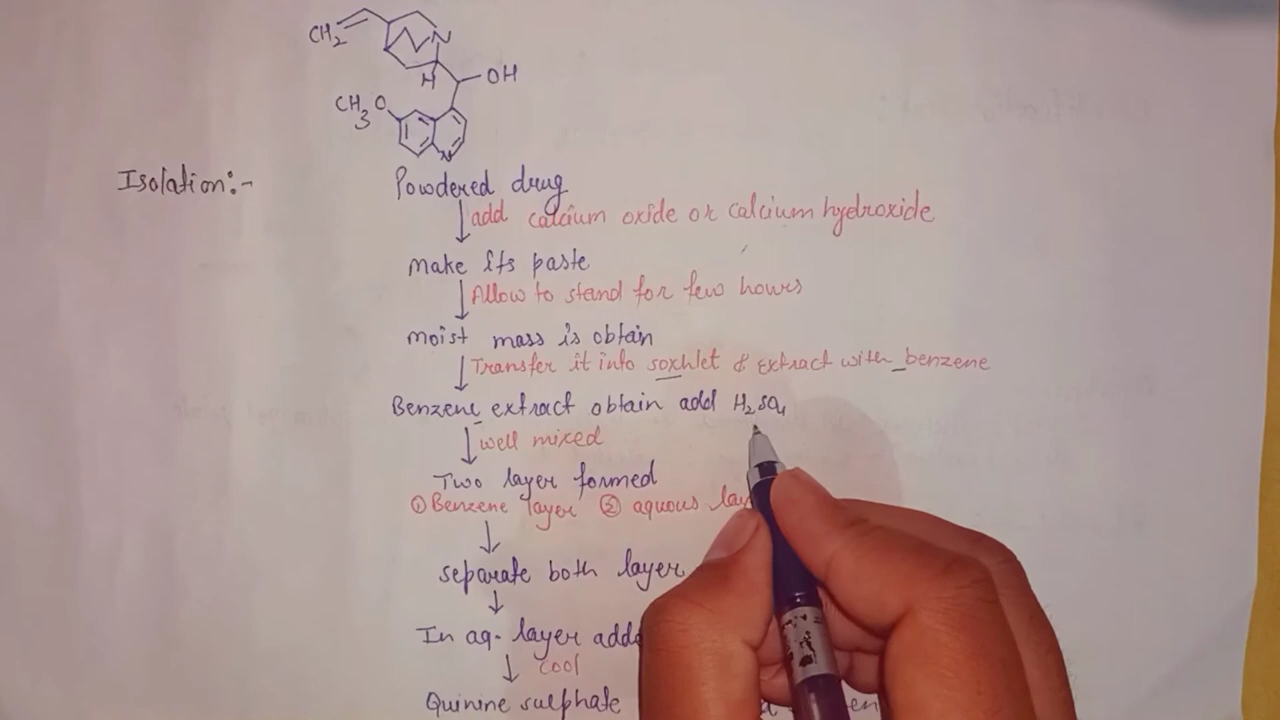 CH2
N
H
OH
CH3O
N
Isolation:-
Powdered drug
add calcium oxide or calcium hydroxide
Make its paste
Allow to stand for few hours
moist mass is obtain
Transfer it into soxhlet & extract with benzene
Benzene extract obtain add H2SO4
well mixed
Two layer formed
① Benzene layer ② aquous
separate both layer
In aq. layer
cool
Quinine sulphate